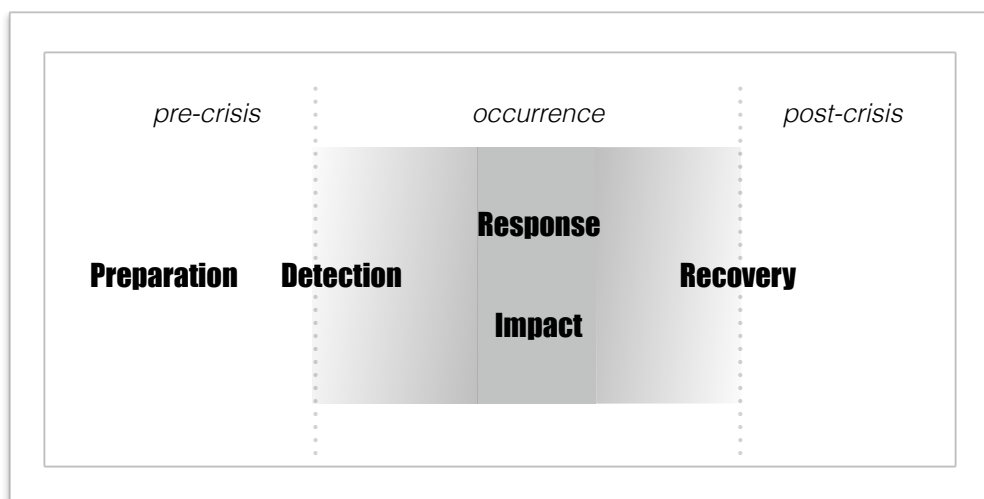 pre-crisis occurrence post-crisis
Response
Preparation Detection Recovery
Impact